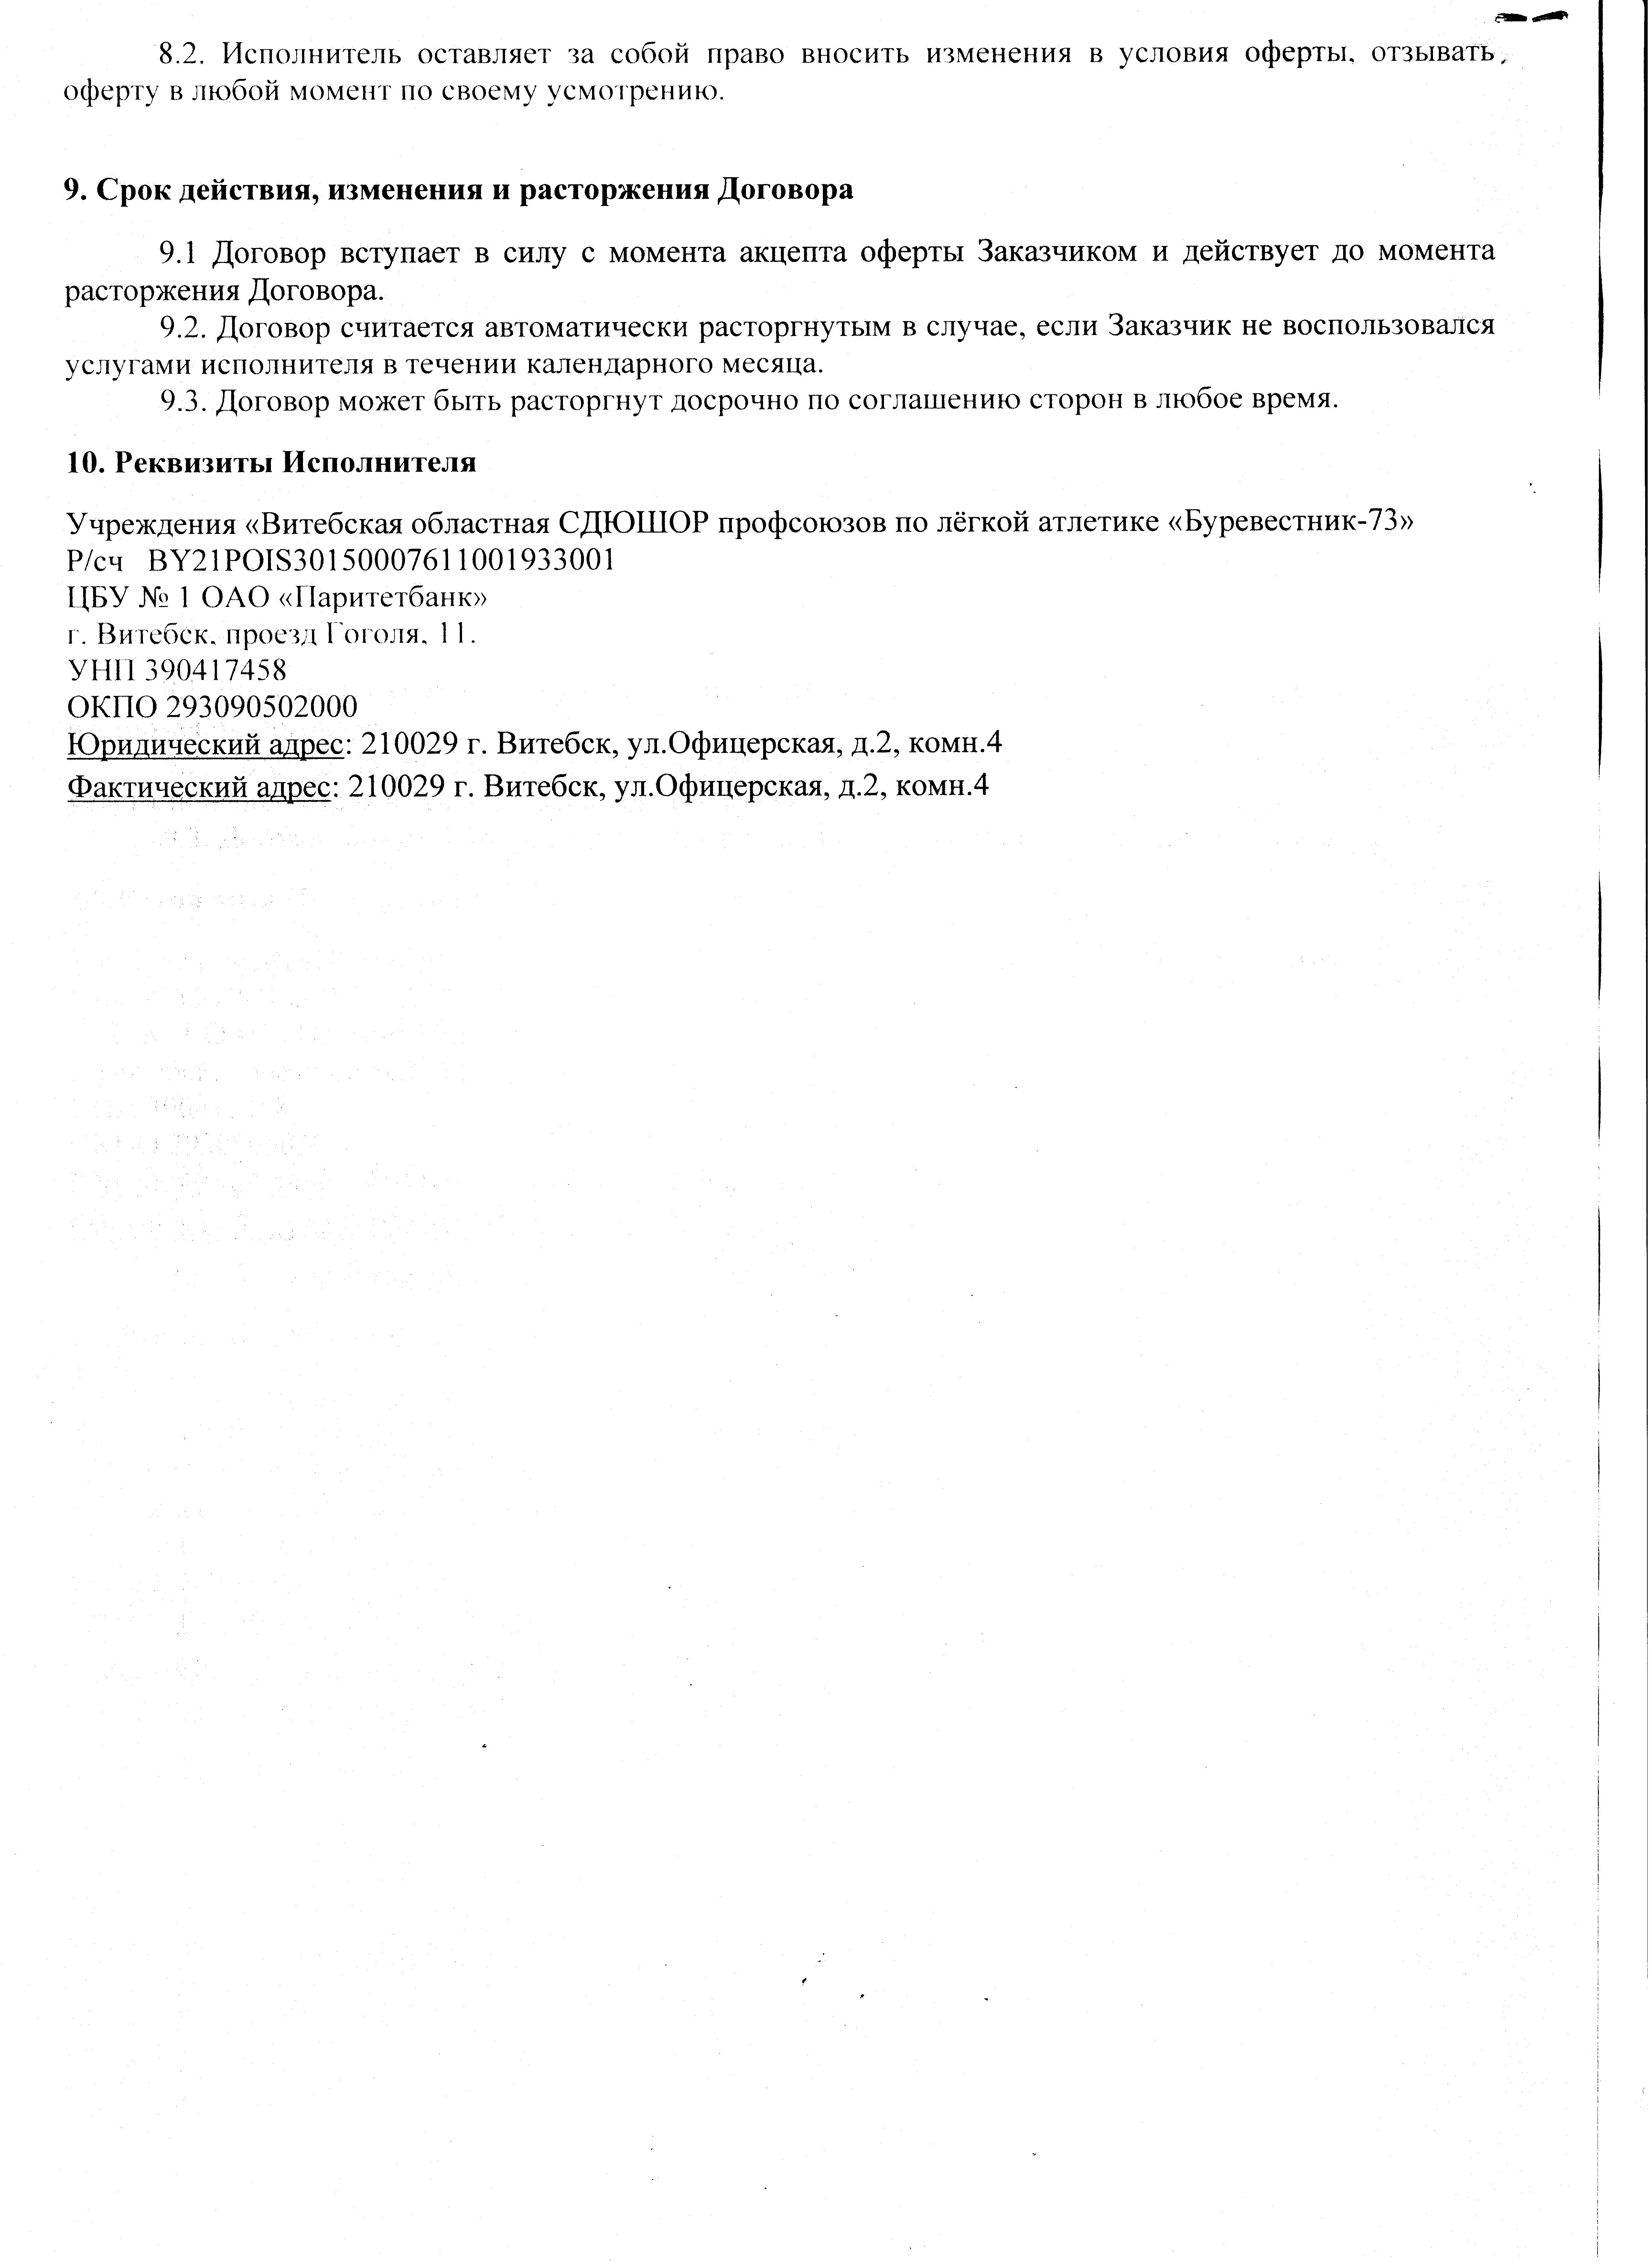 8.2. Исполнитель оставляет за собой право вносить изменения в условия оферты, отзывать,
оферту в любой момент по своему усмотрению.
9. Срок действия, изменения и расторжения Договора
9.1 Договор вступает в силу с момента акцепта оферты Заказчиком и действует до момента
расторжения Договора.
9.2. Договор считается автоматически расторгнутым в случае, если Заказчик не воспользовался
услугами исполнителя в течении календарного месяца.
9.3. Договор может быть расторгнут досрочно по соглашению сторон в любое время.
10. Реквизиты Исполнителя
Учреждения «Витебская областная СДЮШОР профсоюзов по лёгкой атлетике «Буревестник-73»
Р/сч BY21POIS30150007611001933001
ЦБУ № 1 ОАО «Паритетбанк»
г. Витебск, проезд Гоголя, 11.
УНП 390417458
ОКПО 293090502000
Юридический адрес: 210029 г. Витебск, ул.Офицерская, д.2, комн.4
Фактический адрес: 210029 г. Витебск, ул.Офицерская, д.2, комн.4